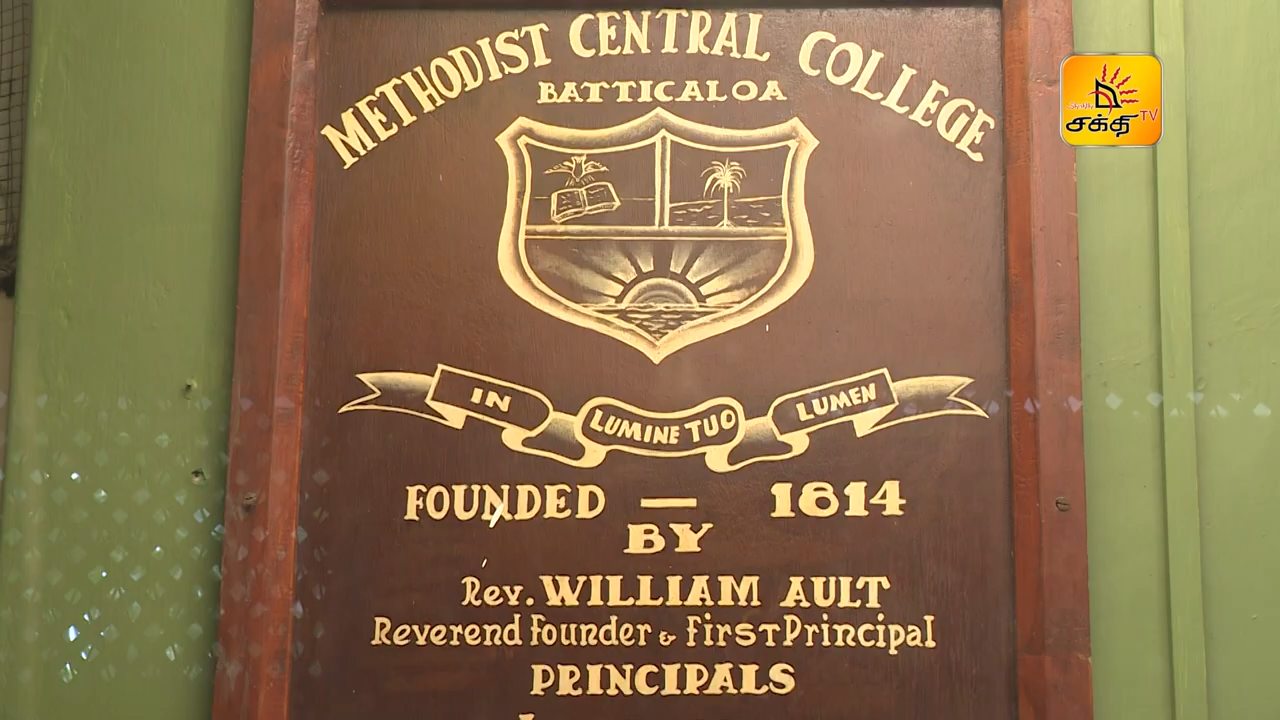 METHODIST CENTRAL COLLEGE
BATTICALOA
IN LUMINE TUO LUMEN
FOUNDED — 1814
BY
Rev. WILLIAM AULT
Reverend Founder & First Principal
PRINCIPALS
சக்தி TV